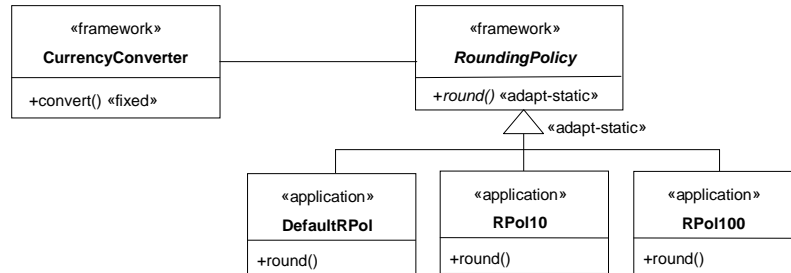 «framework»
CurrencyConverter
+convert() «fixed»
«framework»
RoundingPolicy
+round() «adapt-static»
«adapt-static»
«application»
DefaultRPol
+round()
«application»
RPol10
+round()
«application»
RPol100
+round()